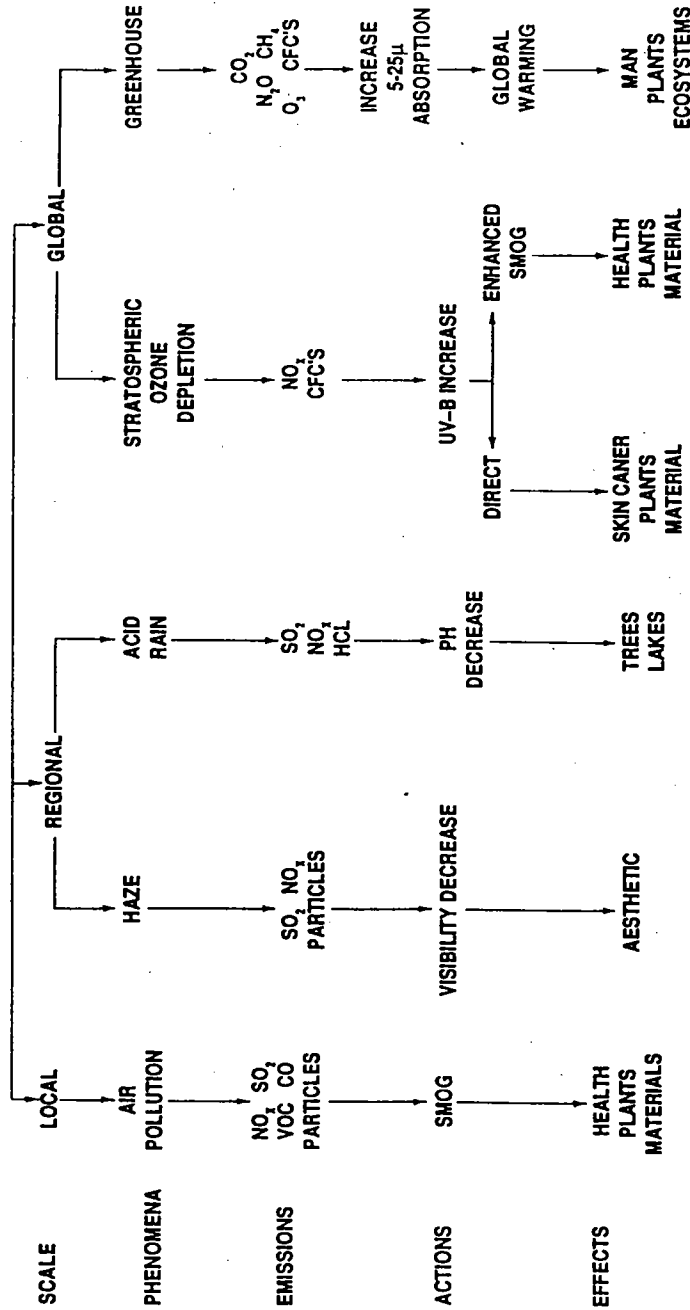 SCALE
LOCAL
REGIONAL
GLOBAL
PHENOMENA
AIR
POLLUTION
HAZE
ACID
RAIN
STRATOSPHERIC
OZONE
DEPLETION
GREENHOUSE
EMISSIONS
NOₓ SO₂
VOC CO
PARTICLES
SO₂ NOₓ
PARTICLES
SO₂
NOₓ
HCL
NOₓ
CFC'S
CO₂ CH₄
N₂O CFC'S
O₃
ACTIONS
SMOG
VISIBILITY DECREASE
PH
DECREASE
UV-B INCREASE
DIRECT
ENHANCED
SMOG
INCREASE
5-25μ
ABSORPTION
GLOBAL
WARMING
EFFECTS
HEALTH
PLANTS
MATERIALS
AESTHETIC
TREES
LAKES
SKIN CANER
PLANTS
MATERIAL
HEALTH
PLANTS
MATERIAL
MAN
PLANTS
ECOSYSTEMS